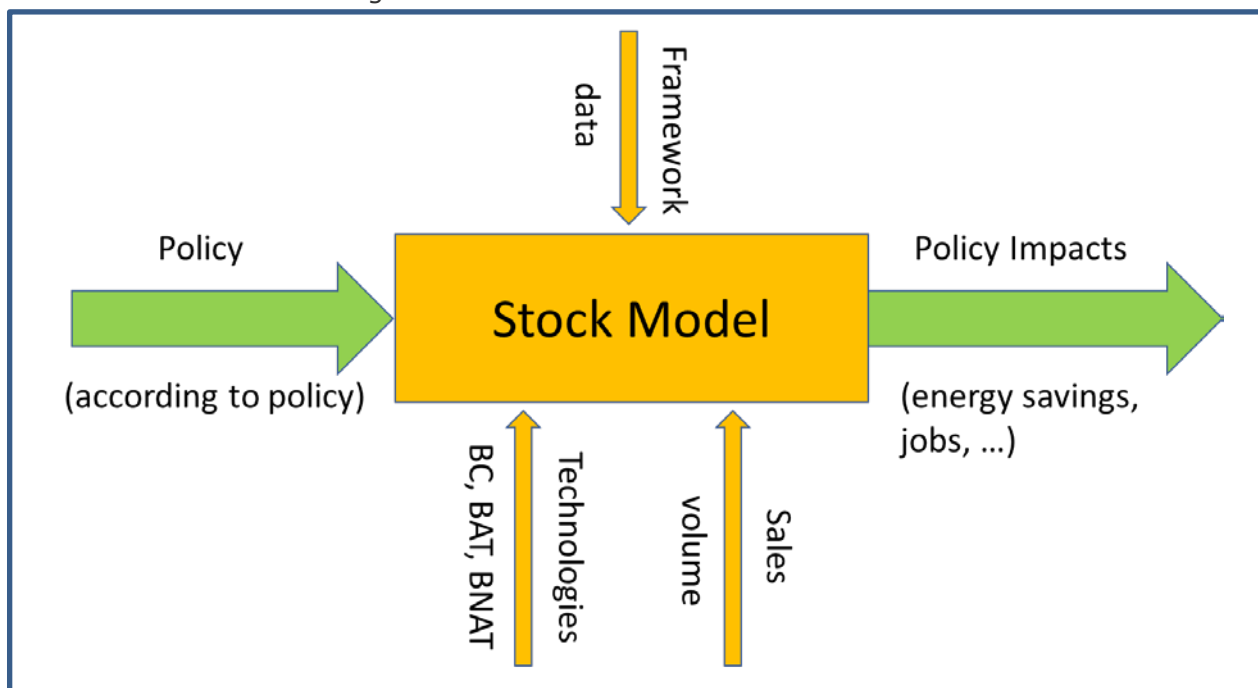 Framework
data
Policy
(according to policy)
Stock Model
Policy Impacts
(energy savings,
jobs, ...)
Technologies
BC, BAT, BNAT
Sales
volume